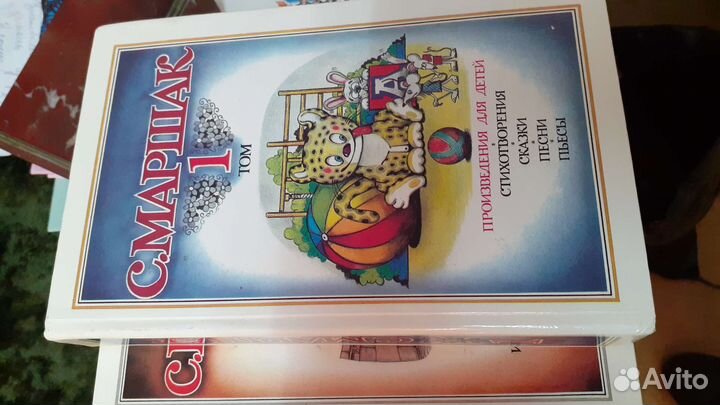 С. МАРШАК
1
ТОМ
А
ПРОИЗВЕДЕНИЯ ДЛЯ ДЕТЕЙ
СТИХОТВОРЕНИЯ
СКАЗКИ
ПЕСНИ
ПЬЕСЫ
С.
Avito